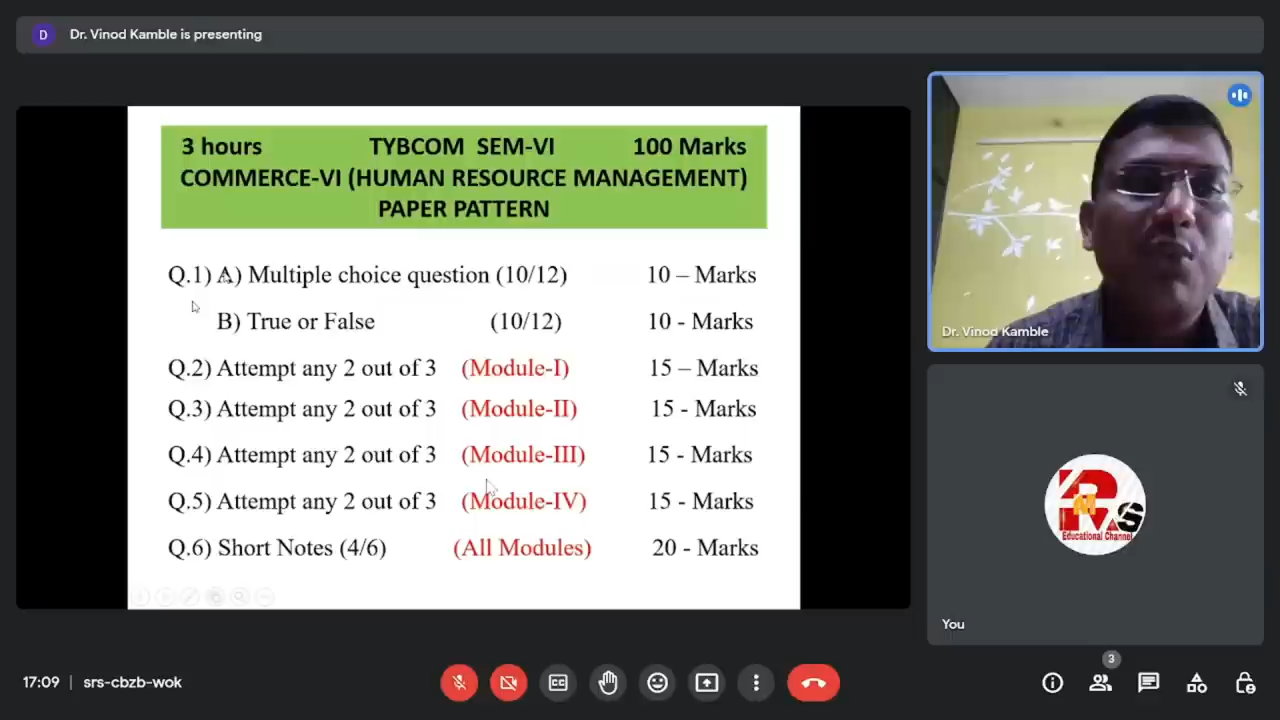 D Dr. Vinod Kamble is presenting
3 hours TYBCOM SEM-VI 100 Marks
COMMERCE-VI (HUMAN RESOURCE MANAGEMENT)
PAPER PATTERN
Q.1) A) Multiple choice question (10/12) 10 – Marks
B) True or False (10/12) 10 - Marks
Q.2) Attempt any 2 out of 3 (Module-I) 15 – Marks
Q.3) Attempt any 2 out of 3 (Module-II) 15 - Marks
Q.4) Attempt any 2 out of 3 (Module-III) 15 - Marks
Q.5) Attempt any 2 out of 3 (Module-IV) 15 - Marks
Q.6) Short Notes (4/6) (All Modules) 20 - Marks
Dr. Vinod Kamble
Educational Channel
You
17:09 | srs-cbzb-wok
CC
3